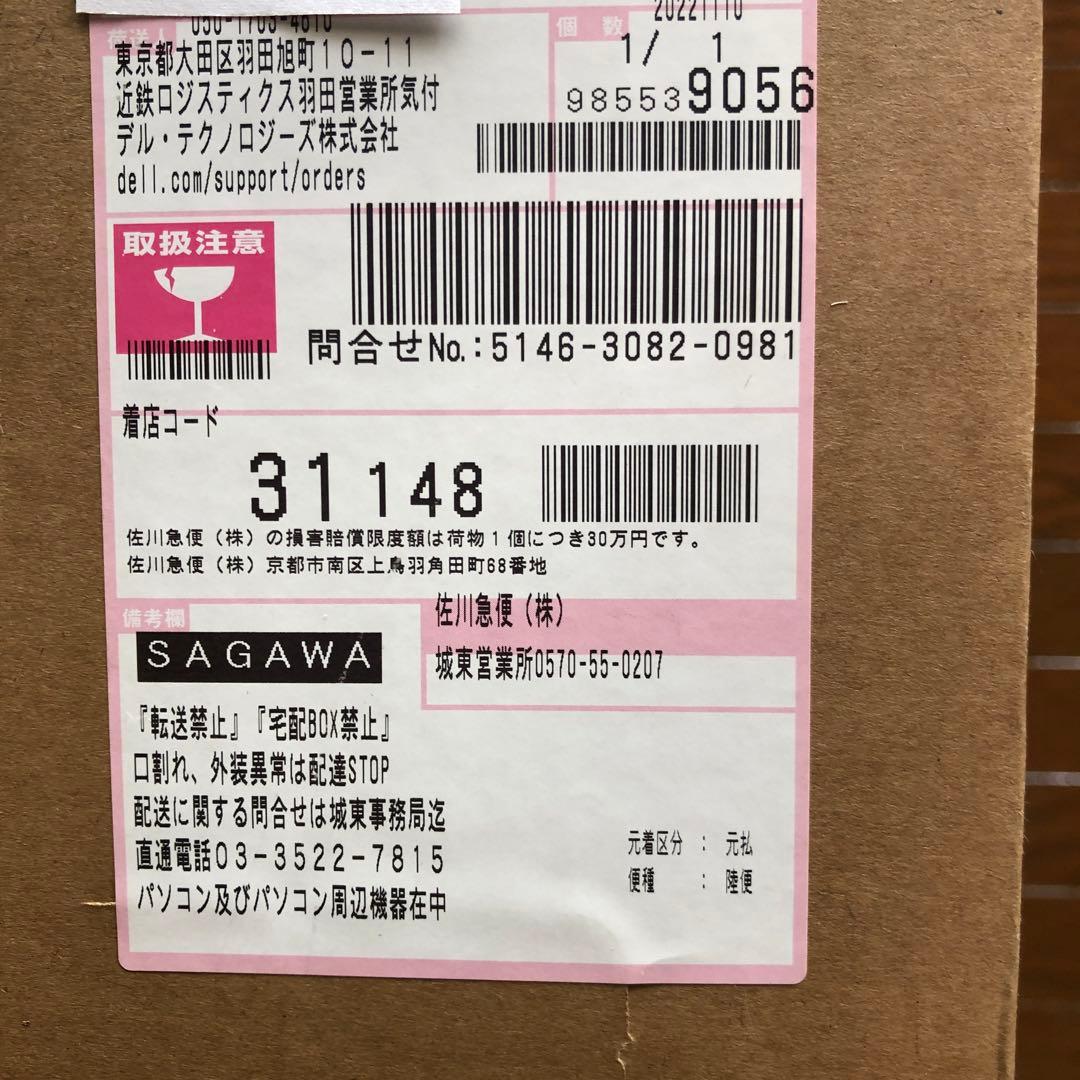 050-1703-4810
荷送人
東京都大田区羽田旭町10-11
近鉄ロジスティクス羽田営業所気付
デル・テクノロジーズ株式会社
dell.com/support/orders
20221110
個数
1/ 1
985539056
取扱注意
問合せNo.:5146-3082-0981
着店コード
31 148
佐川急便（株）の損害賠償限度額は荷物1個につき30万円です。
佐川急便（株）京都市南区上鳥羽角田町68番地
佐川急便（株）
城東営業所0570-55-0207
備考欄
SAGAWA
『転送禁止』『宅配BOX禁止』
口割れ、外装異常は配達STOP
配送に関する問合せは城東事務局迄
直通電話03-3522-7815
パソコン及びパソコン周辺機器在中
元着区分 : 元払
便種 : 陸便